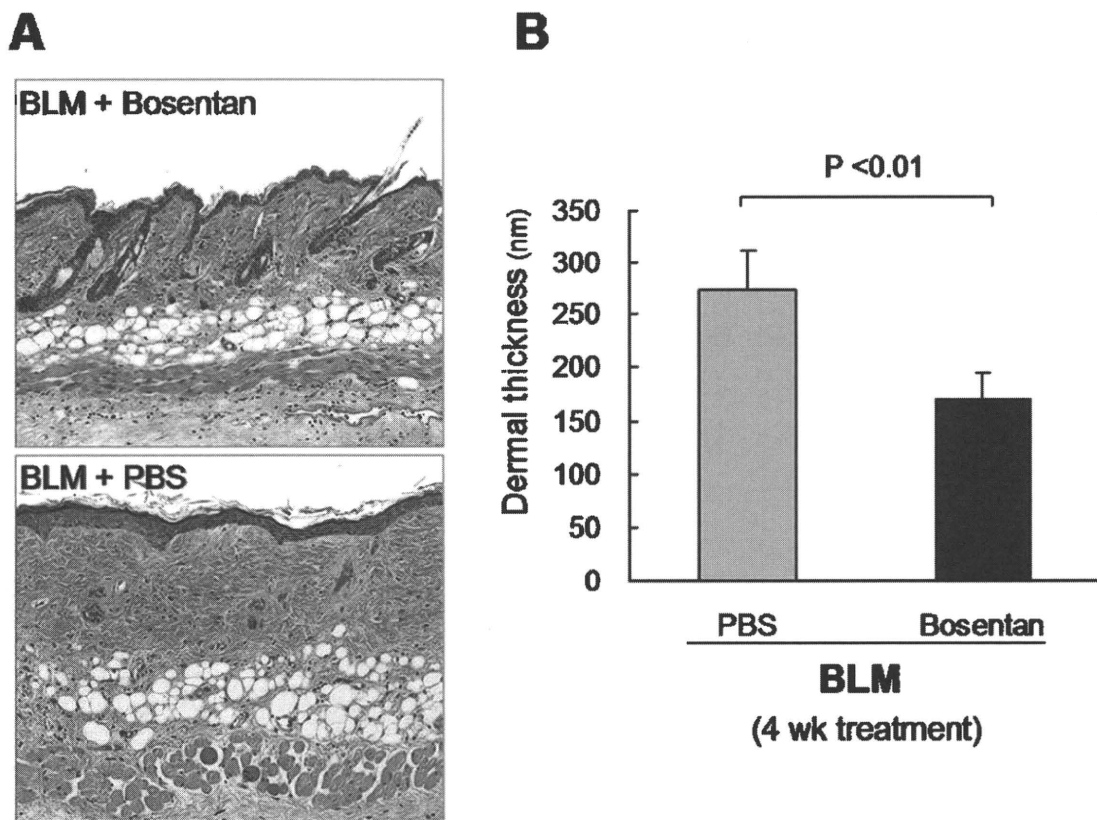 A
BLM + Bosentan
BLM + PBS
B
P <0.01
Dermal thickness (nm)
350
300
250
200
150
100
50
0
PBS
Bosentan
BLM
(4 wk treatment)